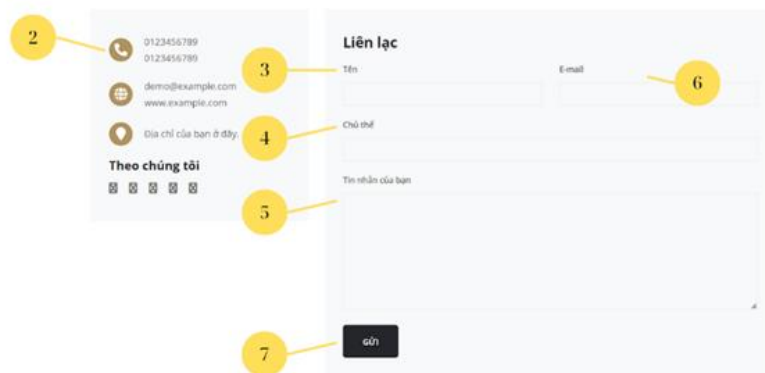 2
0123456789
0123456789
demo@example.com
www.example.com
Địa chỉ của bạn ở đây.
Theo chúng tôi
Liên lạc
3
Tên
E-mail
6
4
Chủ thể
Tin nhắn của bạn
5
GỬI
7